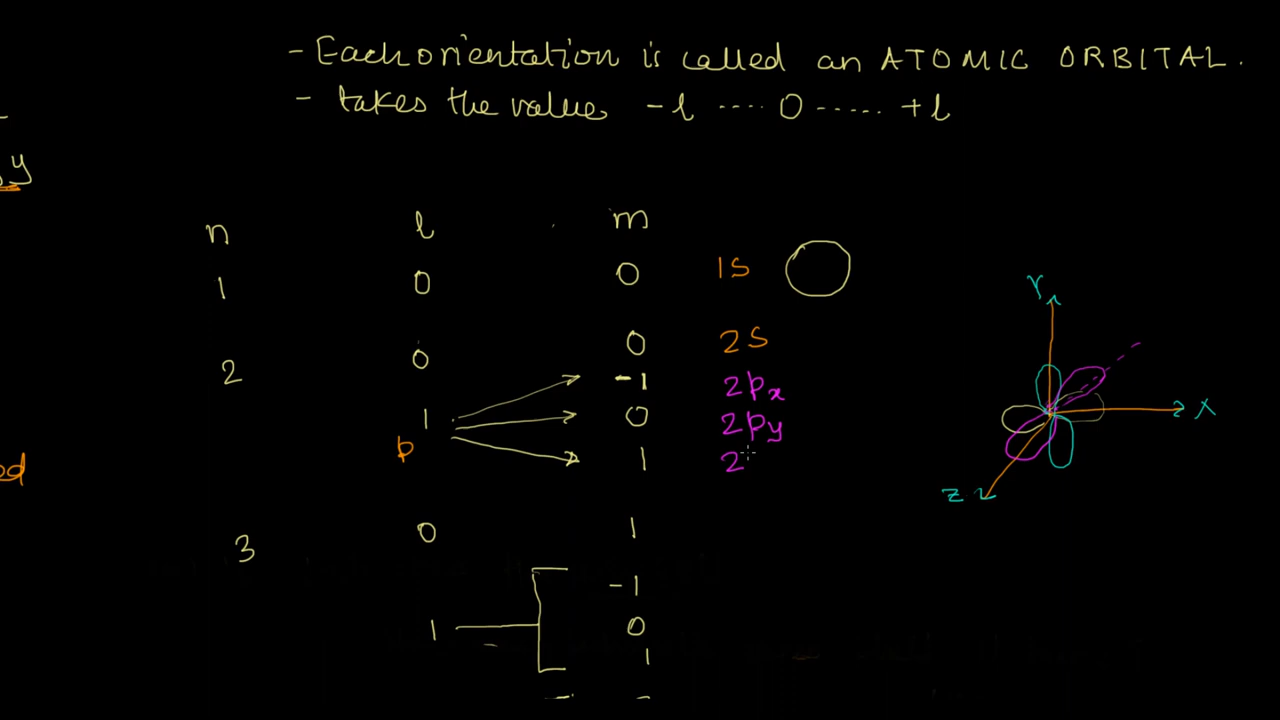 - Each orientation is called an ATOMIC ORBITAL.
- takes the value -l .... 0 ..... +l
y
n l m
1 0 0 1S
Y
2 0 0 2S
-1 2px
1 0 2py
X
p 1 2
z
od
3 0 1
-1
1 0
1